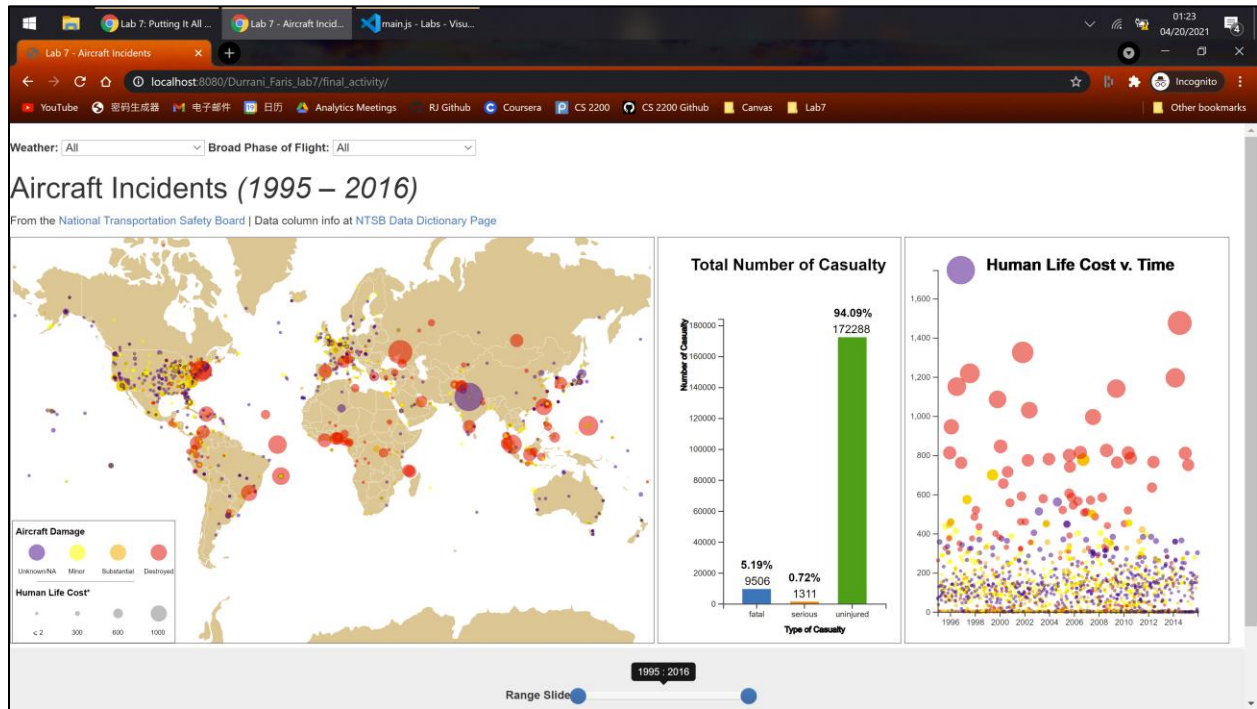 Lab 7: Putting It All ...
Lab 7 - Aircraft Incid...
main.js - Labs - Visu...
01:23
04/20/2021
4
Lab 7 - Aircraft Incidents
localhost:8080/Durrani_Faris_lab7/final_activity/
Incognito
YouTube 密码生成器 电子邮件 日历 Analytics Meetings RJ Github Coursera CS 2200 CS 2200 Github Canvas Lab7 Other bookmarks
Weather: All Broad Phase of Flight: All
Aircraft Incidents (1995 – 2016)
From the National Transportation Safety Board | Data column info at NTSB Data Dictionary Page
Aircraft Damage
Unknown/NA Minor Substantial Destroyed
Human Life Cost*
< 2 300 600 1000
Total Number of Casualty
Number of Casualty
180000
160000
140000
120000
100000
80000
60000
40000
20000
0
5.19%
9506
0.72%
1311
94.09%
172288
fatal serious uninjured
Type of Casualty
Human Life Cost v. Time
1,600
1,400
1,200
1,000
800
600
400
200
0
1996 1998 2000 2002 2004 2006 2008 2010 2012 2014
1995 : 2016
Range Slide